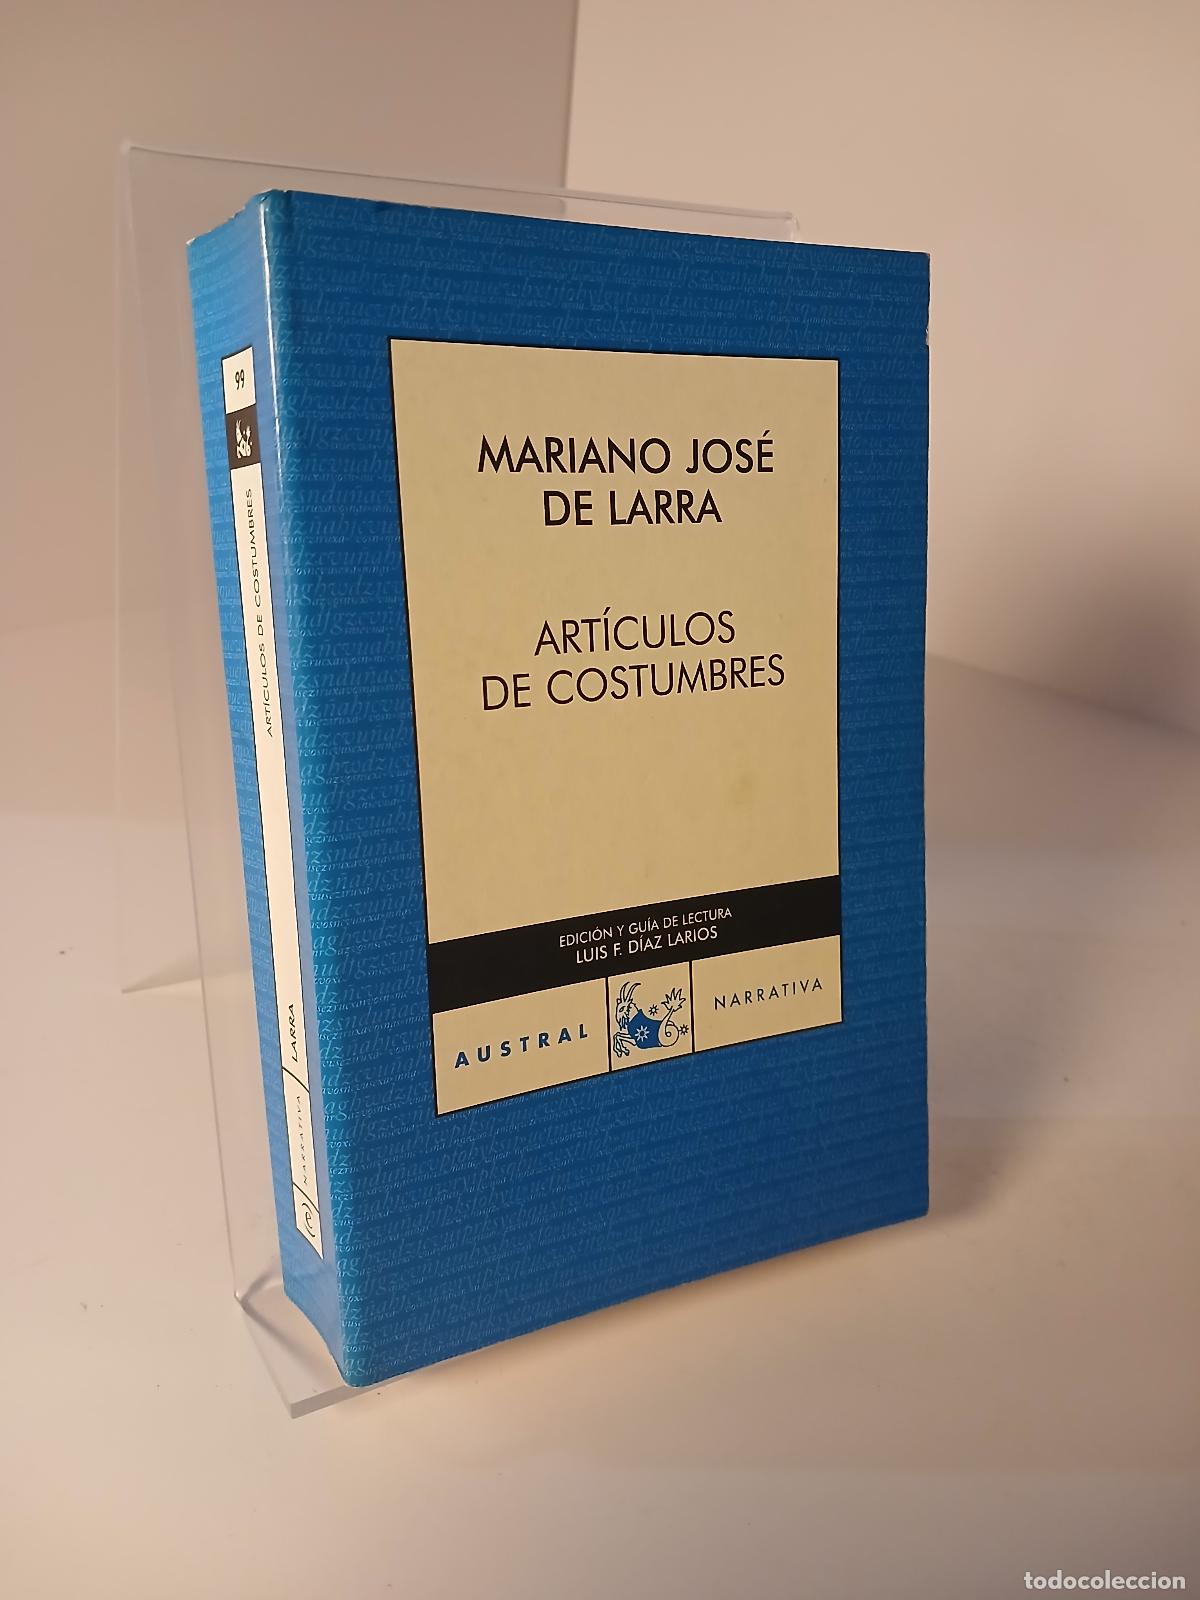 MARIANO JOSÉ
DE LARRA
ARTÍCULOS
DE COSTUMBRES
EDICIÓN Y GUÍA DE LECTURA
LUIS F. DÍAZ LARIOS
AUSTRAL
NARRATIVA
99
ARTÍCULOS DE COSTUMBRES
LARRA
NARRATIVA
todocoleccion